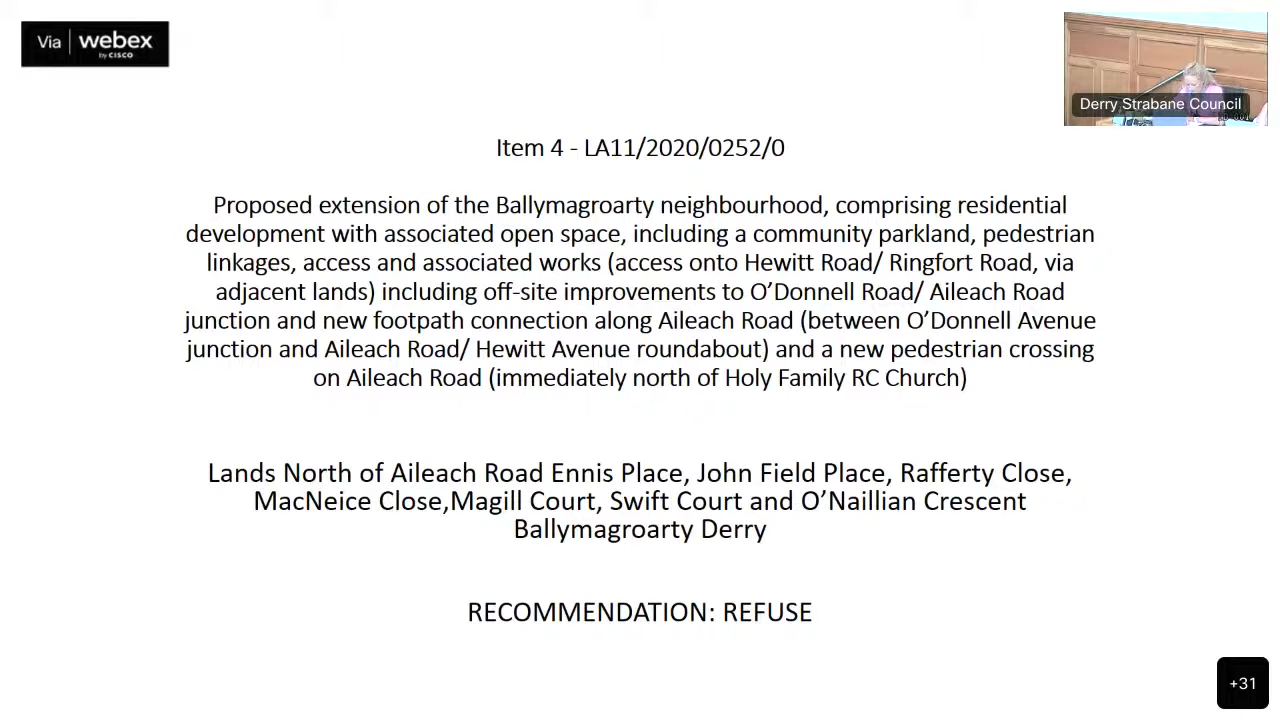 Via webex
by CISCO
Derry Strabane Council
Item 4 - LA11/2020/0252/0
Proposed extension of the Ballymagroarty neighbourhood, comprising residential
development with associated open space, including a community parkland, pedestrian
linkages, access and associated works (access onto Hewitt Road/ Ringfort Road, via
adjacent lands) including off-site improvements to O’Donnell Road/ Aileach Road
junction and new footpath connection along Aileach Road (between O’Donnell Avenue
junction and Aileach Road/ Hewitt Avenue roundabout) and a new pedestrian crossing
on Aileach Road (immediately north of Holy Family RC Church)
Lands North of Aileach Road Ennis Place, John Field Place, Rafferty Close,
MacNeice Close,Magill Court, Swift Court and O’Naillian Crescent
Ballymagroarty Derry
RECOMMENDATION: REFUSE
+31